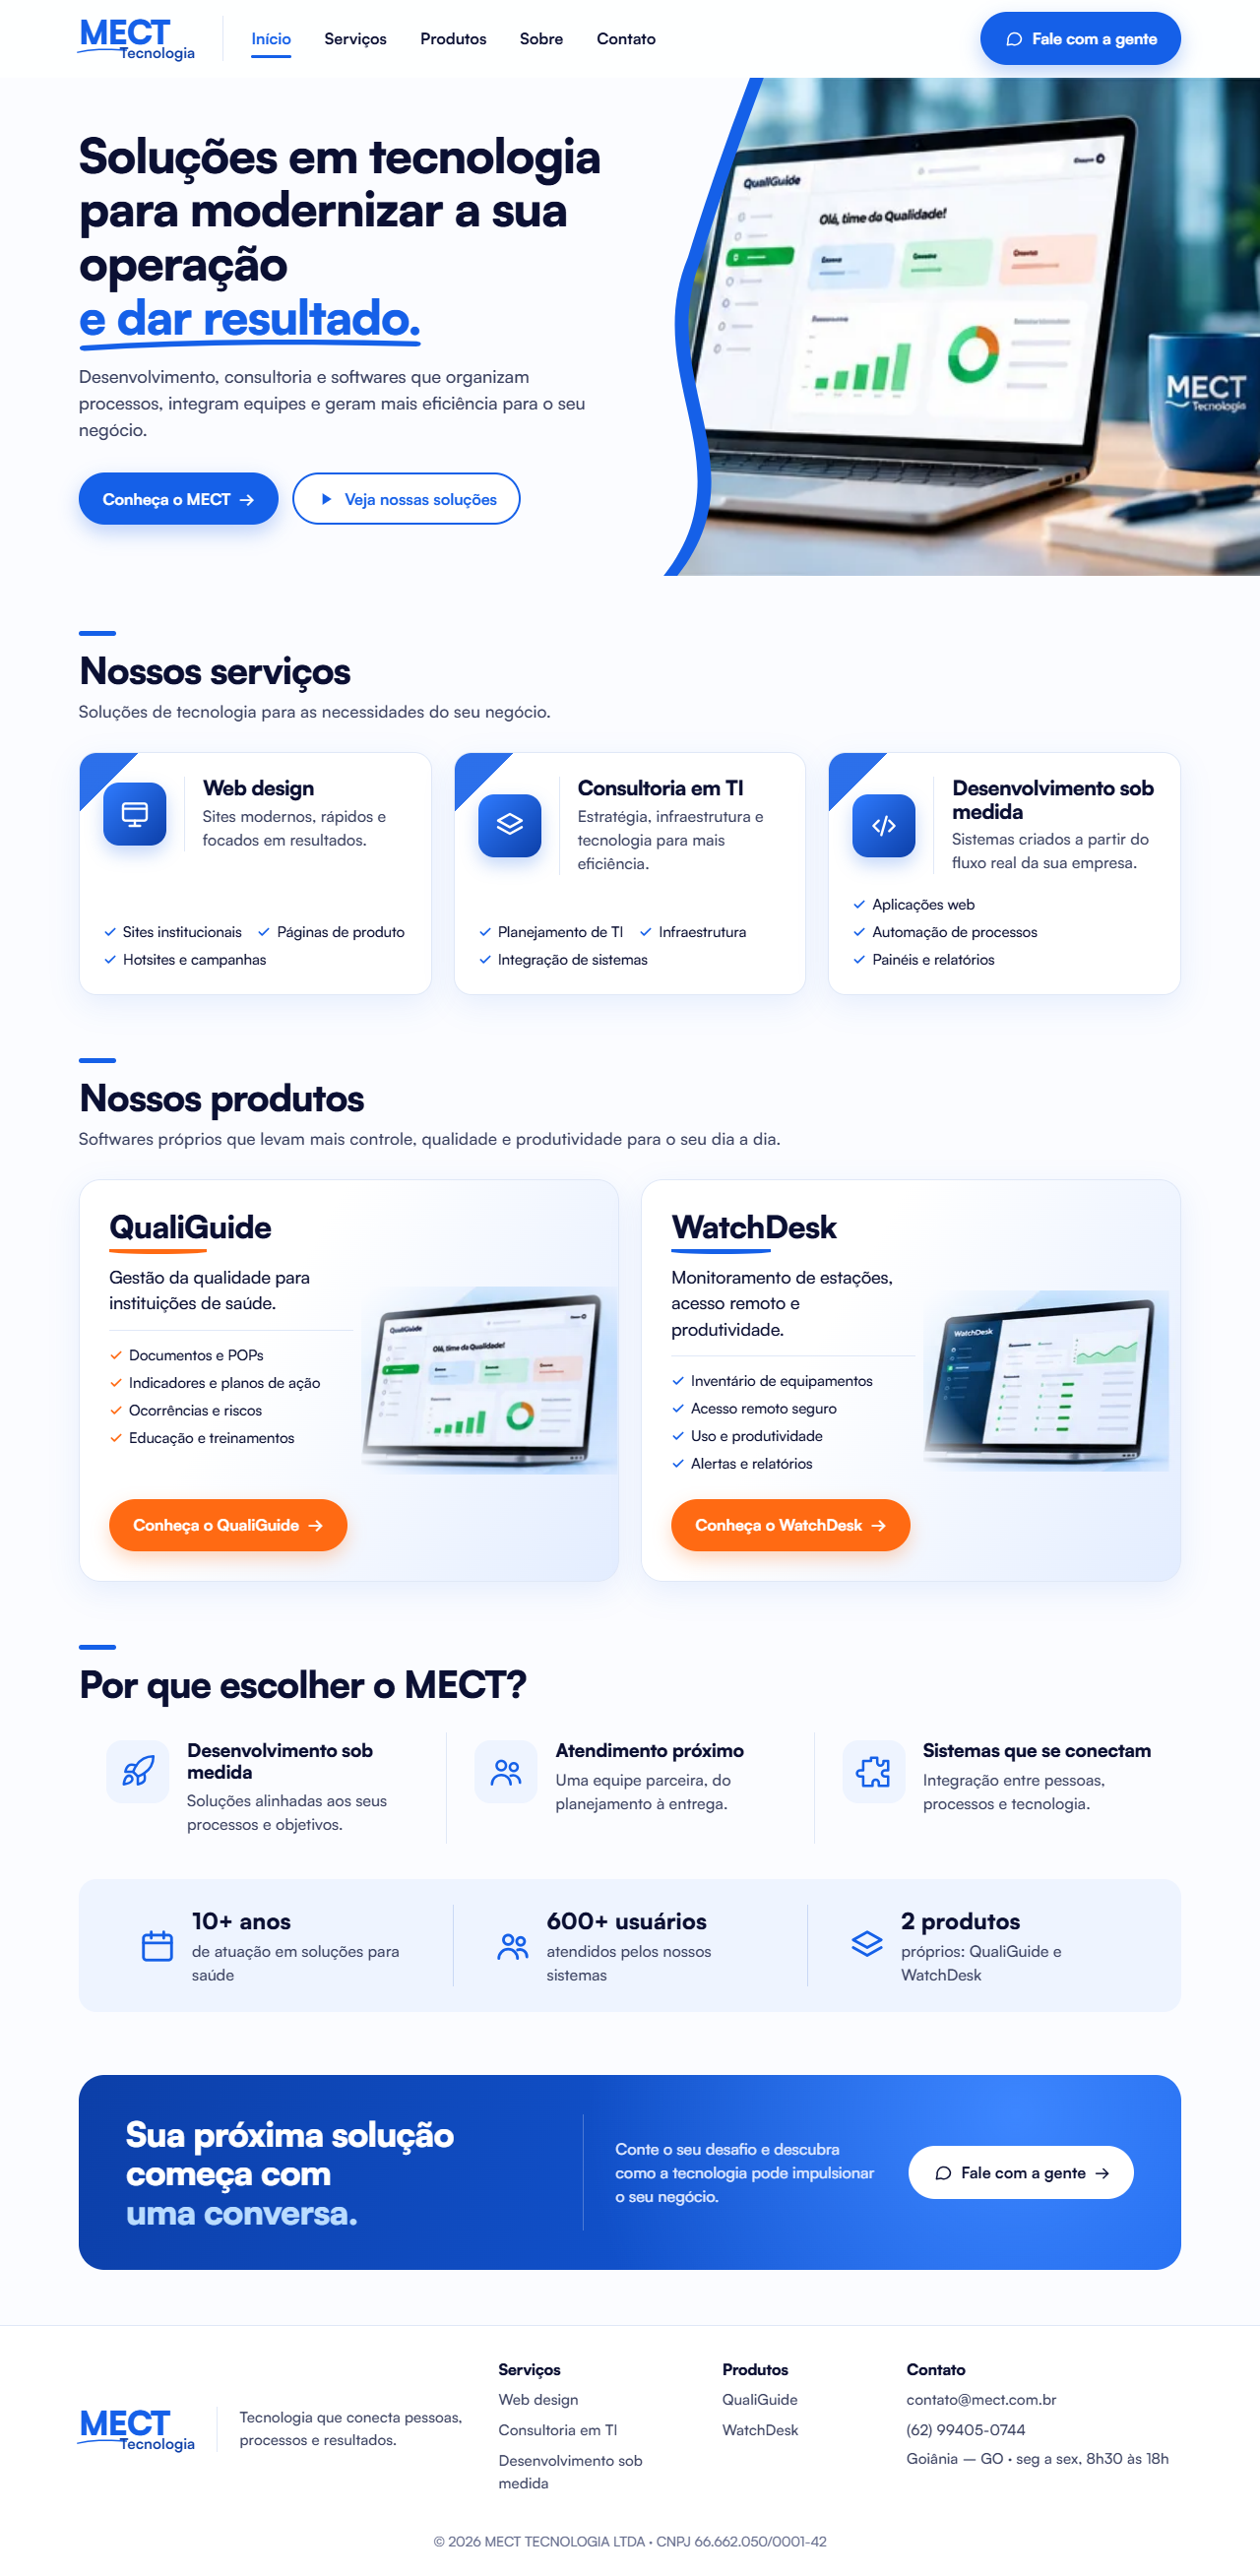 MECT
Tecnologia
Início
Serviços
Produtos
Sobre
Contato
Fale com a gente
Soluções em tecnologia
para modernizar a sua
operação
e dar resultado.
Desenvolvimento, consultoria e softwares que organizam
processos, integram equipes e geram mais eficiência para o seu
negócio.
Conheça o MECT →
Veja nossas soluções
QualiGuide
Olá, time do Qualidade!
MECT
Tecnologia
Nossos serviços
Soluções de tecnologia para as necessidades do seu negócio.
Web design
Sites modernos, rápidos e
focados em resultados.
Sites institucionais
Páginas de produto
Hotsites e campanhas
Consultoria em TI
Estratégia, infraestrutura e
tecnologia para mais
eficiência.
Planejamento de TI
Infraestrutura
Integração de sistemas
Desenvolvimento sob
medida
Sistemas criados a partir do
fluxo real da sua empresa.
Aplicações web
Automação de processos
Painéis e relatórios
Nossos produtos
Softwares próprios que levam mais controle, qualidade e produtividade para o seu dia a dia.
QualiGuide
Gestão da qualidade para
instituições de saúde.
Documentos e POPs
Indicadores e planos de ação
Ocorrências e riscos
Educação e treinamentos
Conheça o QualiGuide →
QualiGuide
Olá, time da Qualidade!
WatchDesk
Monitoramento de estações,
acesso remoto e
produtividade.
Inventário de equipamentos
Acesso remoto seguro
Uso e produtividade
Alertas e relatórios
Conheça o WatchDesk →
WatchDesk
Por que escolher o MECT?
Desenvolvimento sob
medida
Soluções alinhadas aos seus
processos e objetivos.
Atendimento próximo
Uma equipe parceira, do
planejamento à entrega.
Sistemas que se conectam
Integração entre pessoas,
processos e tecnologia.
10+ anos
de atuação em soluções para
saúde
600+ usuários
atendidos pelos nossos
sistemas
2 produtos
próprios: QualiGuide e
WatchDesk
Sua próxima solução
começa com
uma conversa.
Conte o seu desafio e descubra
como a tecnologia pode impulsionar
o seu negócio.
Fale com a gente →
MECT
Tecnologia
Tecnologia que conecta pessoas,
processos e resultados.
Serviços
Web design
Consultoria em TI
Desenvolvimento sob
medida
Produtos
QualiGuide
WatchDesk
Contato
contato@mect.com.br
(62) 99405-0744
Goiânia — GO · seg a sex, 8h30 às 18h
© 2026 MECT TECNOLOGIA LTDA · CNPJ 66.662.050/0001-42